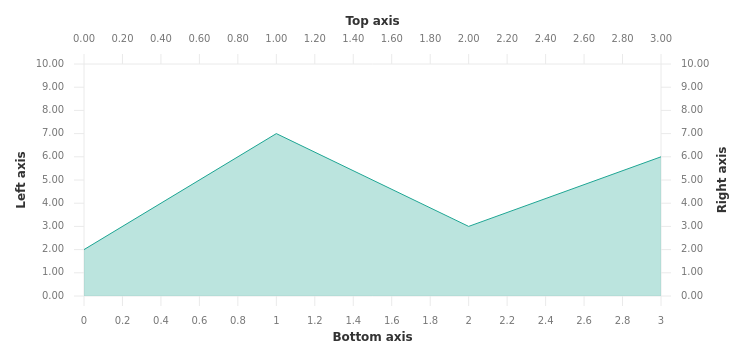 Top axis
0.00 0.20 0.40 0.60 0.80 1.00 1.20 1.40 1.60 1.80 2.00 2.20 2.40 2.60 2.80 3.00
10.00 10.00
9.00 9.00
8.00 8.00
7.00 7.00
6.00 6.00
5.00 5.00
4.00 4.00
3.00 3.00
2.00 2.00
1.00 1.00
0.00 0.00
Left axis
Right axis
0 0.2 0.4 0.6 0.8 1 1.2 1.4 1.6 1.8 2 2.2 2.4 2.6 2.8 3
Bottom axis